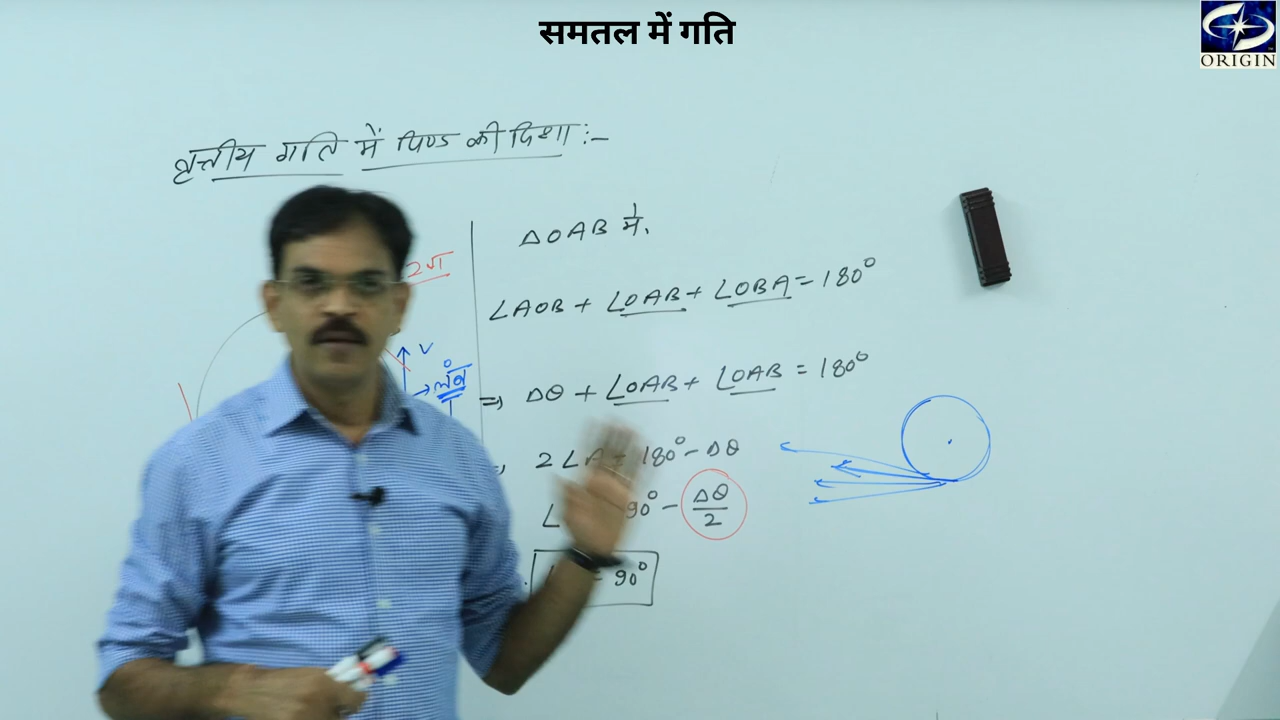 समतल में गति
ORIGIN
वृत्तीय गति में पिण्ड की दिशा :-
2π
V
लंब
ΔOAB में,
∠AOB + ∠OAB + ∠OBA = 180°
⇒ Δθ + ∠OAB + ∠OAB = 180°
2∠A = 180° - Δθ
∠ 90° - Δθ/2
= 90°